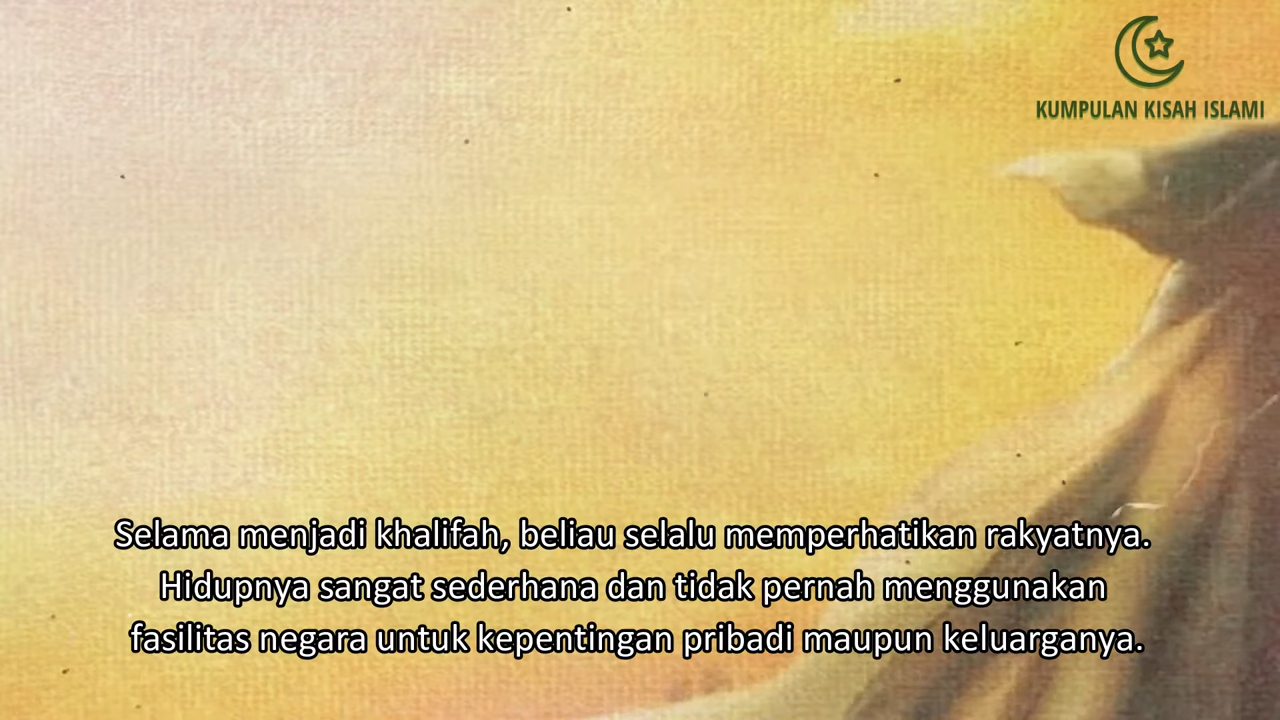 KUMPULAN KISAH ISLAMI
Selama menjadi khalifah, beliau selalu memperhatikan rakyatnya.
Hidupnya sangat sederhana dan tidak pernah menggunakan
fasilitas negara untuk kepentingan pribadi maupun keluarganya.